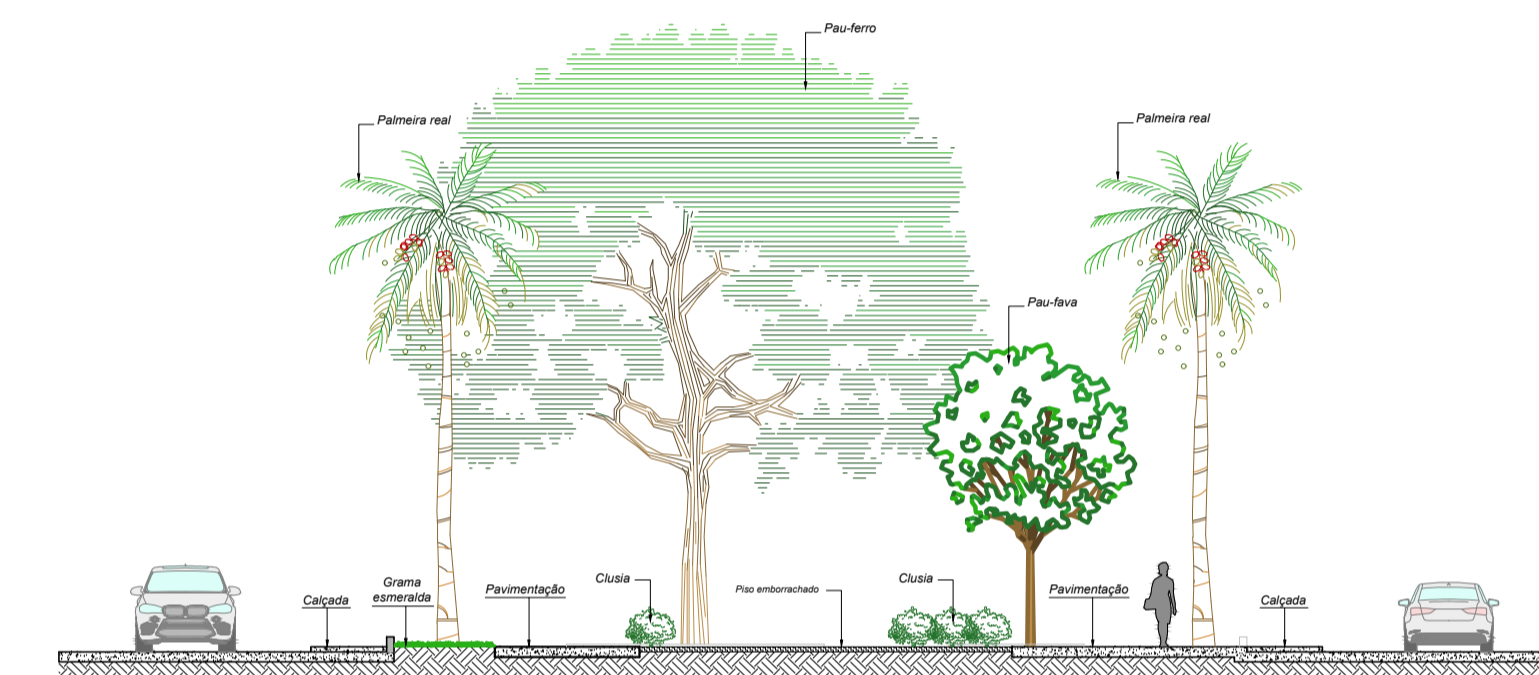 Pau-ferro
Palmeira real
Palmeira real
Pau-fava
Calçada
Grama
esmeralda
Pavimentação
Clusia
Piso emborrachado
Clusia
Pavimentação
Calçada